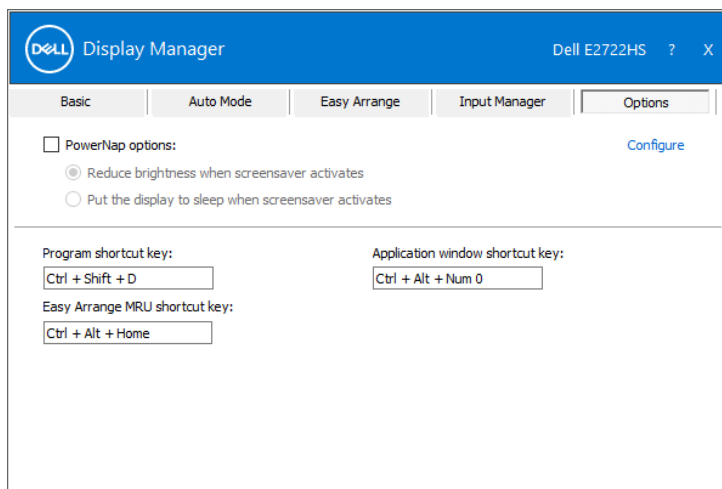 DELL Display Manager Dell E2722HS ? X
Basic Auto Mode Easy Arrange Input Manager Options
PowerNap options: Configure
Reduce brightness when screensaver activates
Put the display to sleep when screensaver activates
Program shortcut key: Application window shortcut key:
Ctrl + Shift + D Ctrl + Alt + Num 0
Easy Arrange MRU shortcut key:
Ctrl + Alt + Home